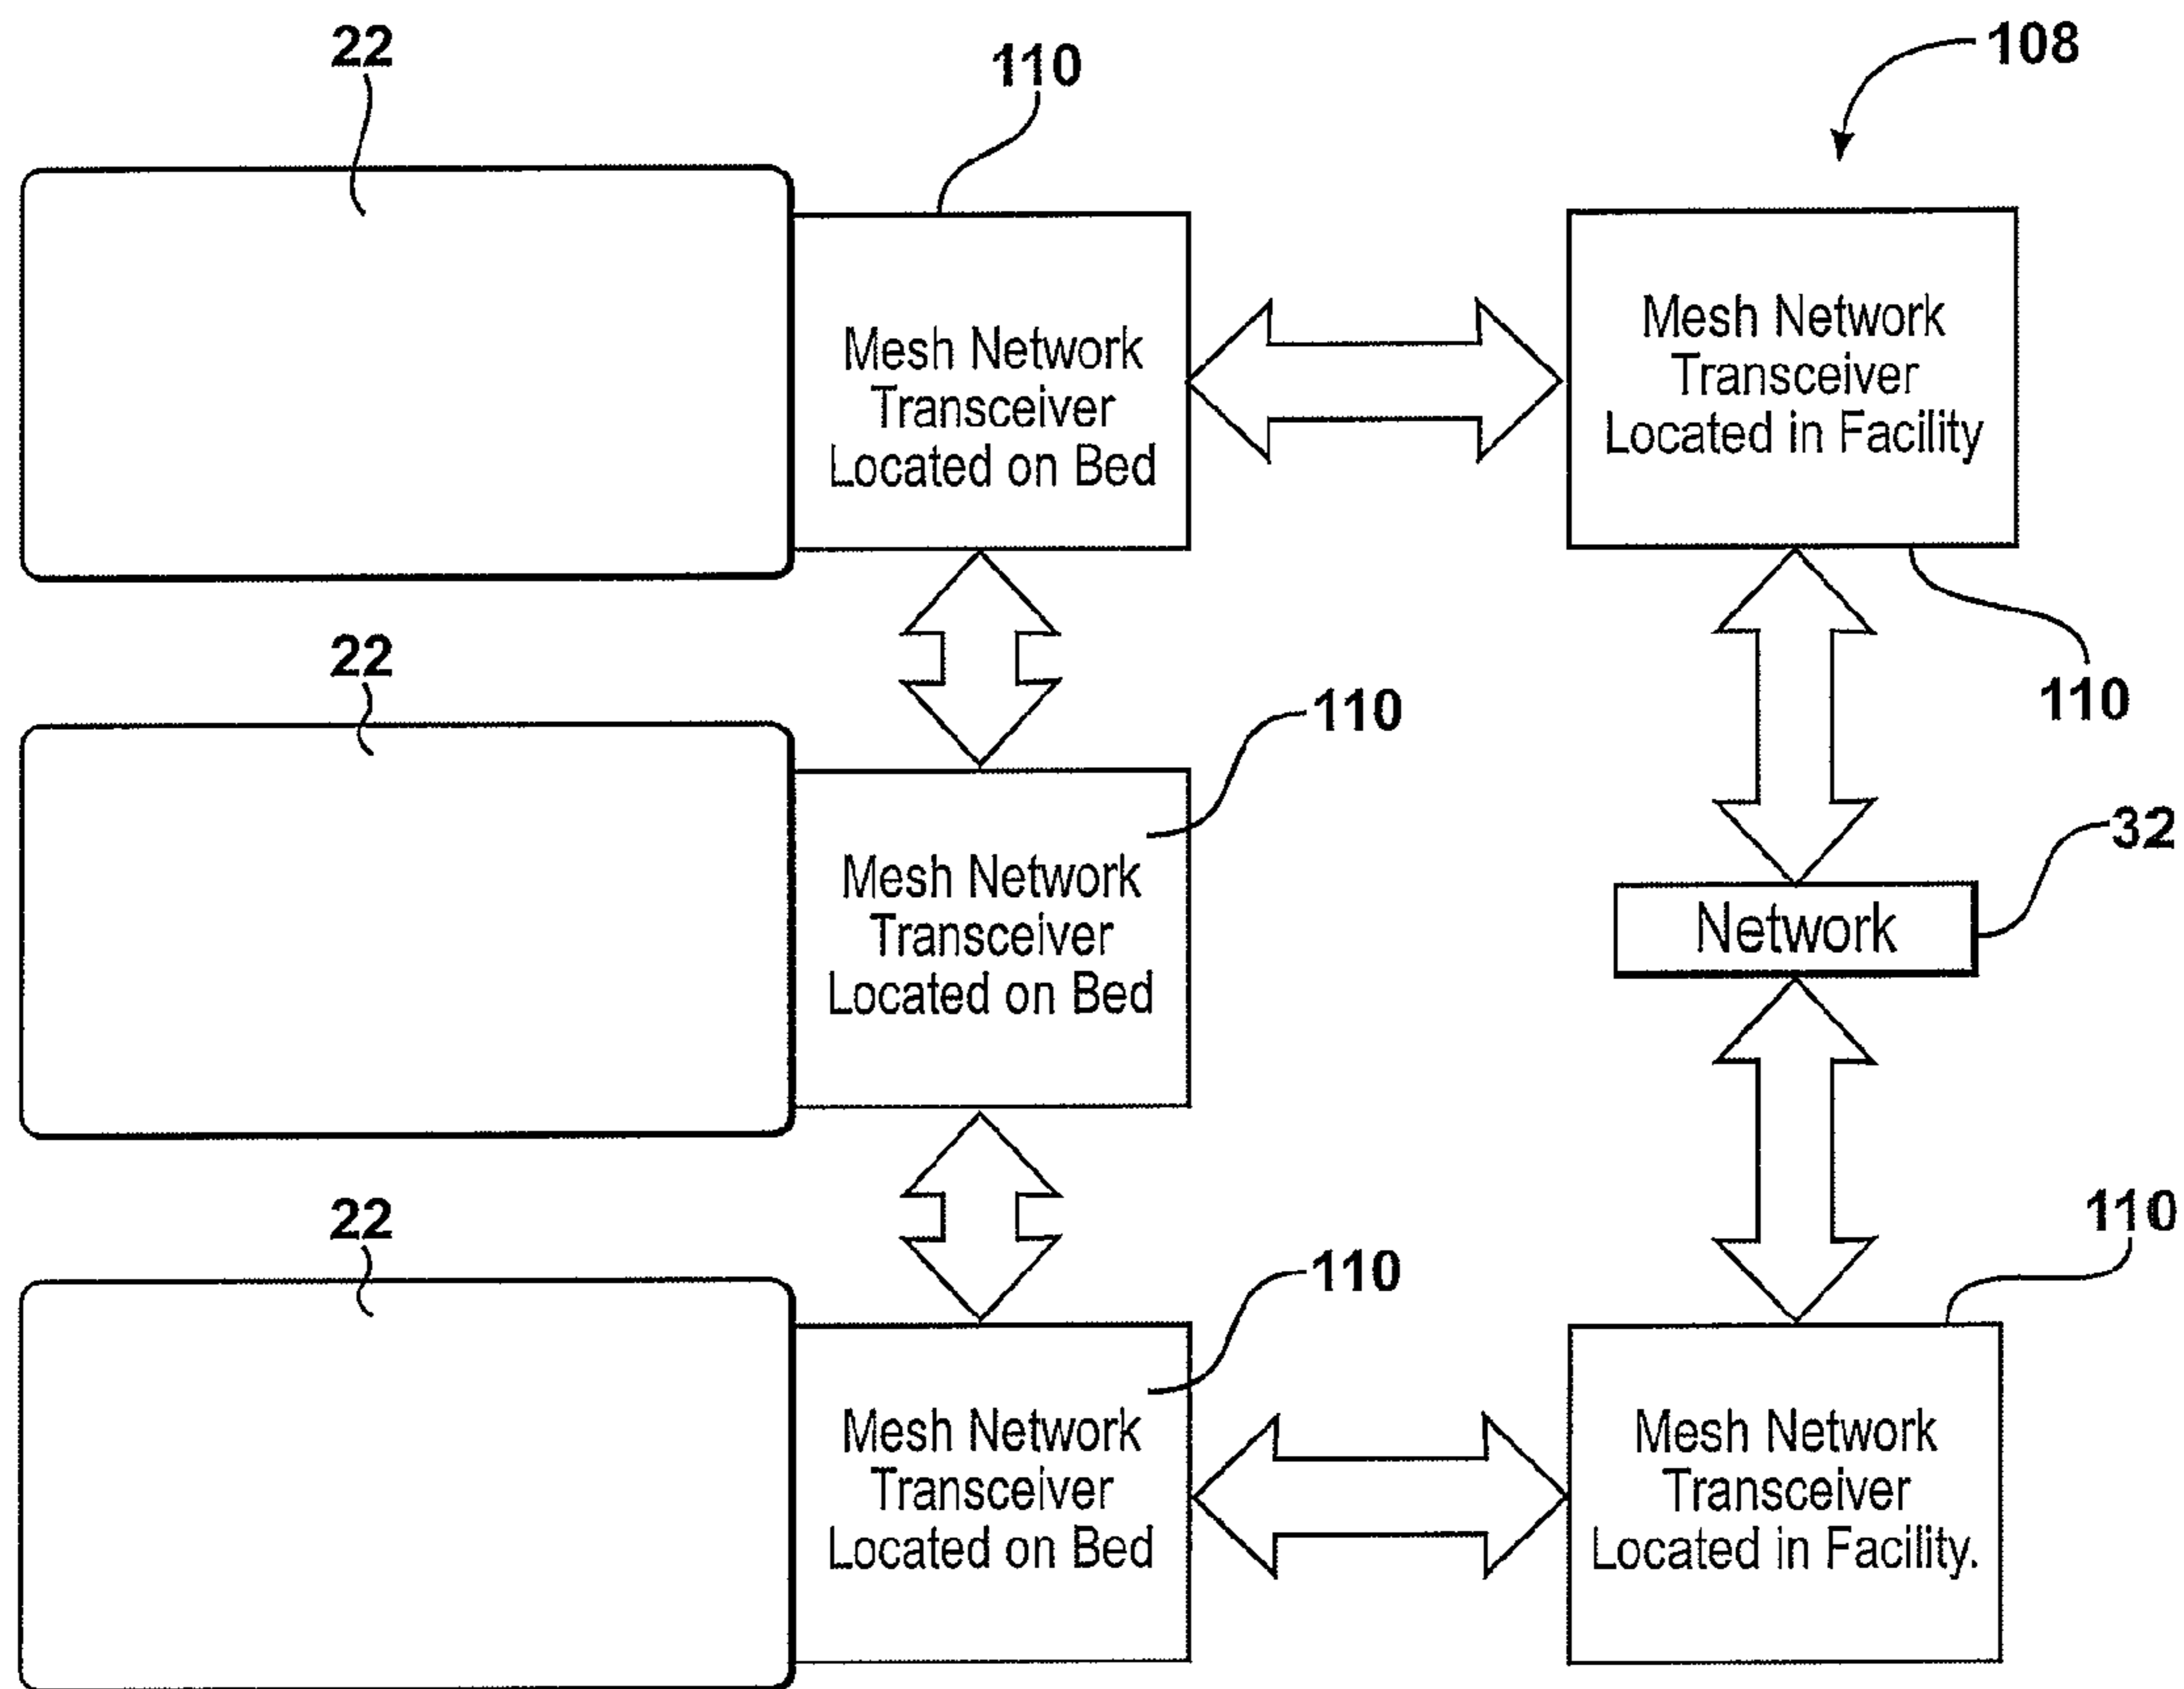 22
110
108
Mesh Network
Transceiver
Located on Bed
Mesh Network
Transceiver
Located in Facility
110
22
110
Mesh Network
Transceiver
Located on Bed
32
Network
22
110
110
Mesh Network
Transceiver
Located on Bed
Mesh Network
Transceiver
Located in Facility.